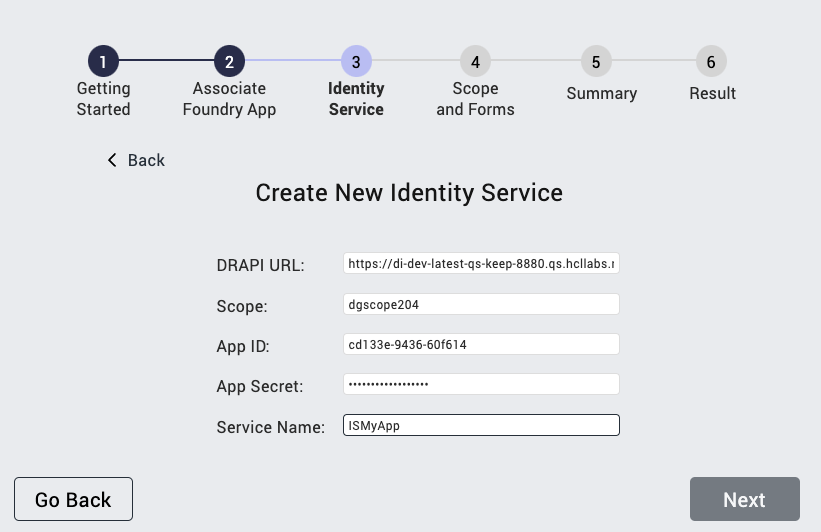 1 2 3 4 5 6
Getting Started
Associate Foundry App
Identity Service
Scope and Forms
Summary
Result
Back
Create New Identity Service
DRAPI URL: https://di-dev-latest-qs-keep-8880.qs.hcllabs.
Scope: dgscope204
App ID: cd133e-9436-60f614
App Secret: ••••••••••••••••••
Service Name: ISMyApp
Go Back Next